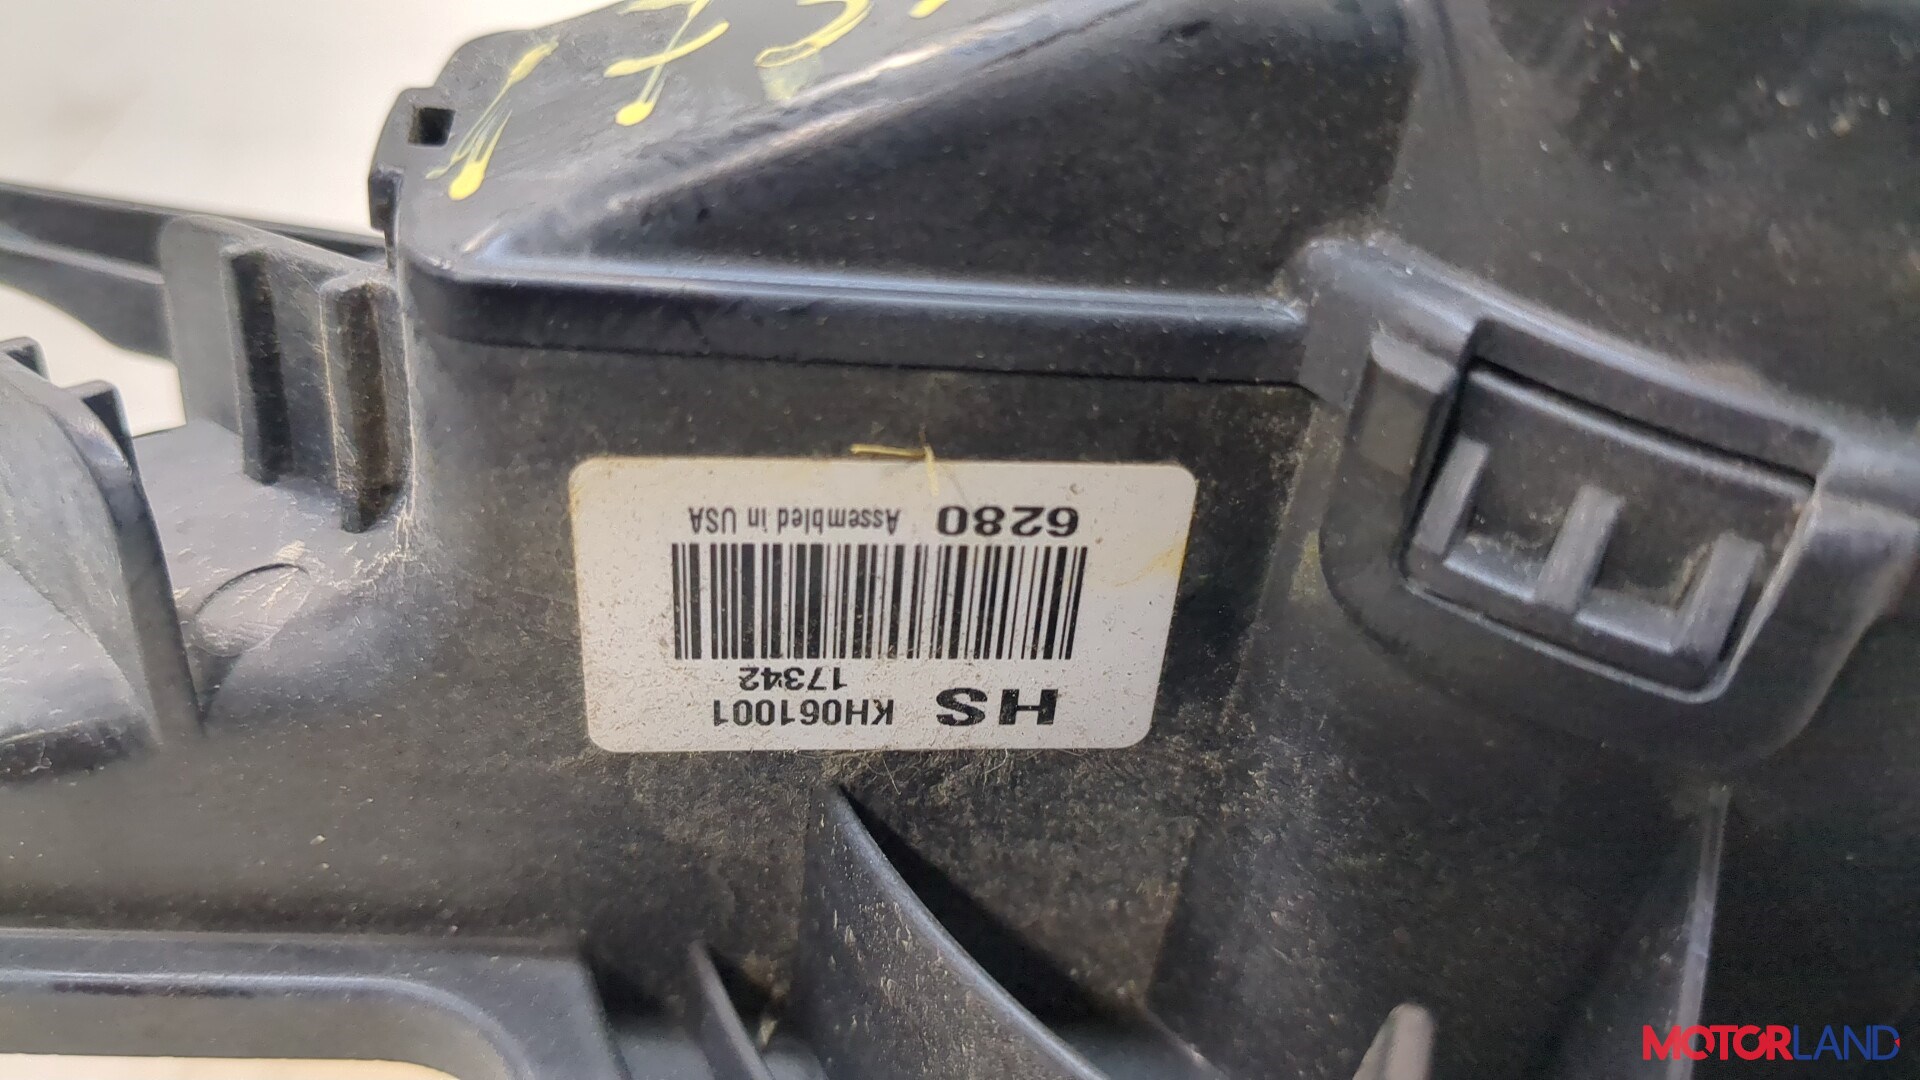 HS KH061001
17342
6280 Assembled in USA
MOTORLAND